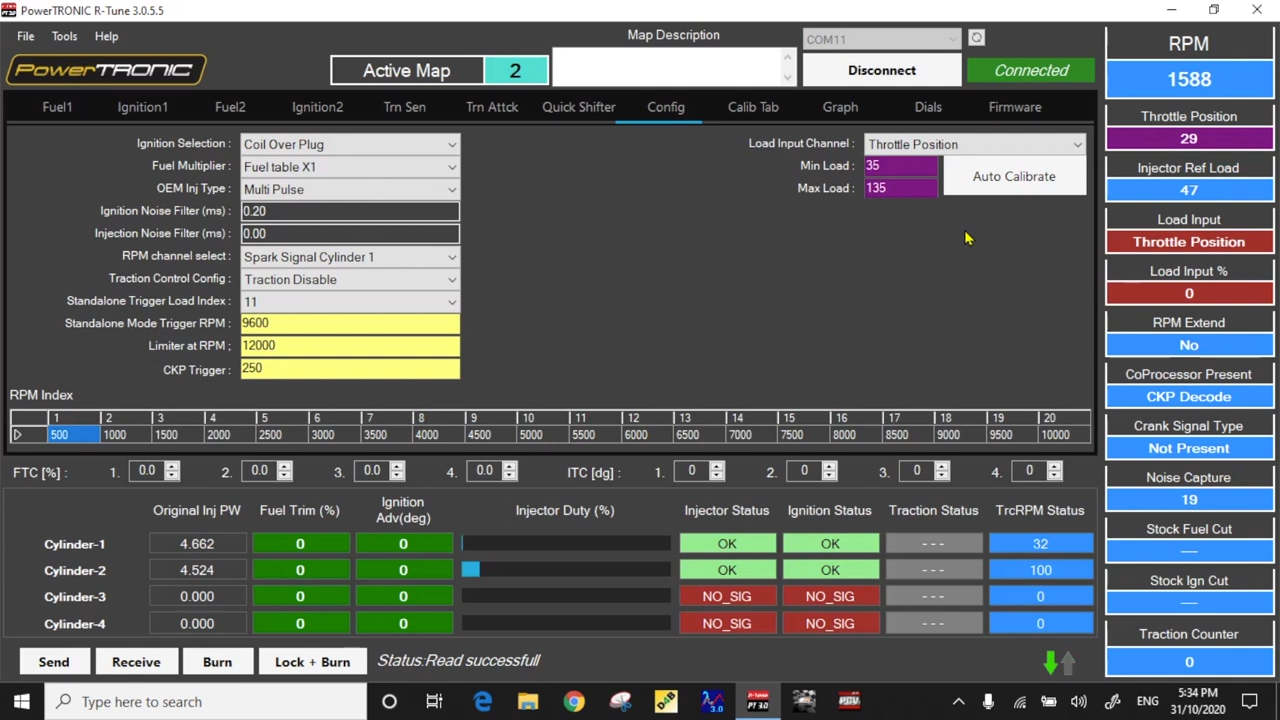 PowerTRONIC R-Tune 3.0.5.5
File Tools Help
Map Description
COM11
RPM
PowerTRONIC
Active Map 2
Disconnect
Connected
1588
Fuel1 Ignition1 Fuel2 Ignition2 Trn Sen Trn Attck Quick Shifter Config Calib Tab Graph Dials Firmware
Throttle Position
29
Ignition Selection : Coil Over Plug
Load Input Channel : Throttle Position
Fuel Multiplier : Fuel table X1
Min Load : 35
Auto Calibrate
Injector Ref Load
47
OEM Inj Type : Multi Pulse
Max Load : 135
Ignition Noise Filter (ms) : 0.20
Load Input
Throttle Position
Injection Noise Filter (ms) : 0.00
RPM channel select : Spark Signal Cylinder 1
Load Input %
0
Traction Control Config : Traction Disable
Standalone Trigger Load Index : 11
RPM Extend
No
Standalone Mode Trigger RPM : 9600
Limiter at RPM : 12000
CKP Trigger : 250
CoProcessor Present
CKP Decode
RPM Index
1 2 3 4 5 6 7 8 9 10 11 12 13 14 15 16 17 18 19 20
500 1000 1500 2000 2500 3000 3500 4000 4500 5000 5500 6000 6500 7000 7500 8000 8500 9000 9500 10000
Crank Signal Type
Not Present
FTC [%] : 1. 0.0 2. 0.0 3. 0.0 4. 0.0 ITC [dg] : 1. 0 2. 0 3. 0 4. 0
Noise Capture
19
Original Inj PW Fuel Trim (%) Ignition Adv(deg) Injector Duty (%) Injector Status Ignition Status Traction Status TrcRPM Status
Stock Fuel Cut
---
Cylinder-1 4.662 0 0 OK OK - - - 32
Cylinder-2 4.524 0 0 OK OK - - - 100
Stock Ign Cut
---
Cylinder-3 0.000 0 0 NO_SIG NO_SIG - - - 0
Cylinder-4 0.000 0 0 NO_SIG NO_SIG - - - 0
Traction Counter
0
Send Receive Burn Lock + Burn Status:Read successfull
Type here to search
D4B
3.0
R-Tune
PT 3.0
ENG
5:34 PM
31/10/2020